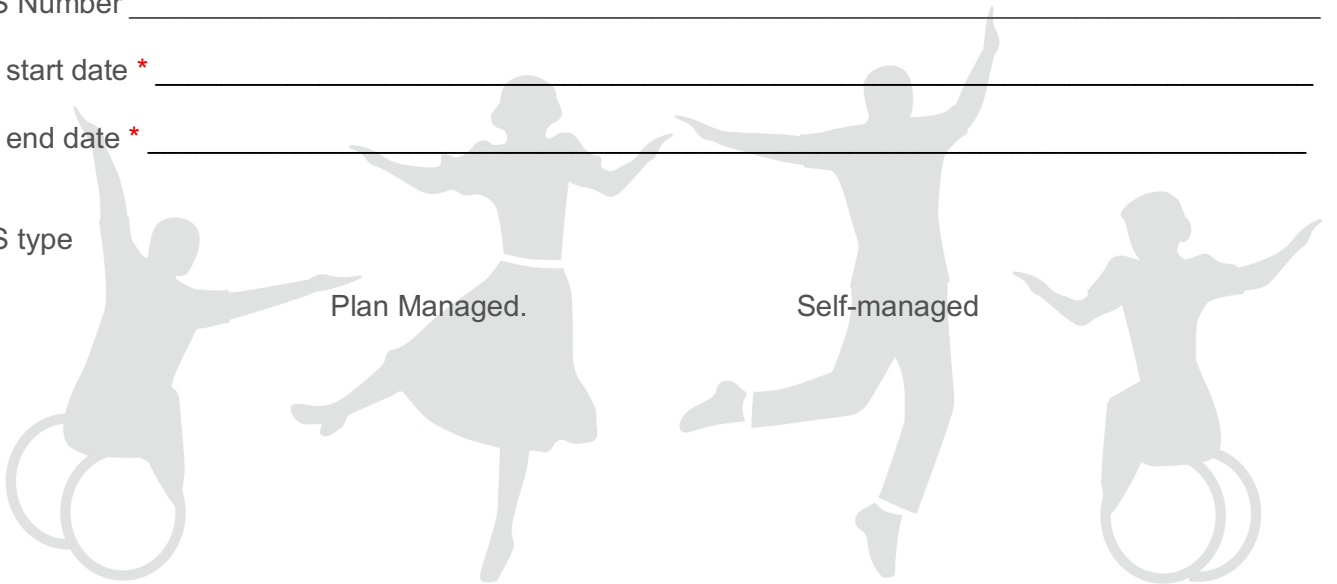 S Number
start date *
end date *
S type
Plan Managed. Self-managed